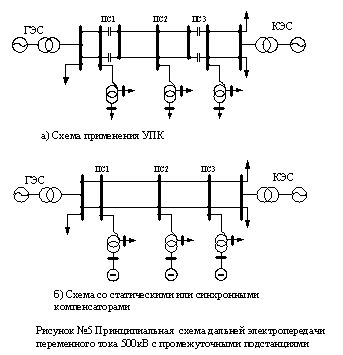 ПС1 ПС2 ПС3
ГЭС КЭС
а) Схема применения УПК
ПС1 ПС2 ПС3
ГЭС КЭС
б) Схема со статическими или синхронными
компенсаторами
Рисунок №5 Принципиальная схема дальней электропередачи
переменного тока 500кВ с промежуточными подстанциями